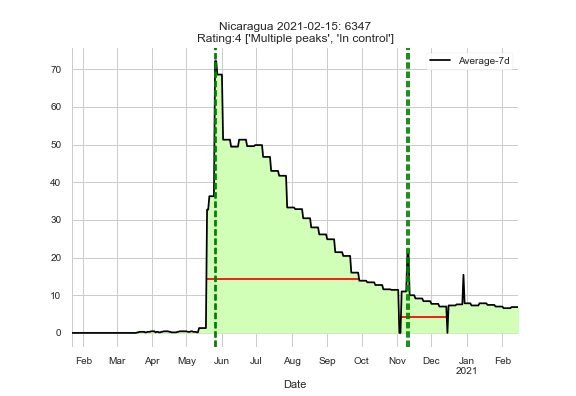 Nicaragua 2021-02-15: 6347
Rating:4 ['Multiple peaks', 'In control']
Average-7d
70
60
50
40
30
20
10
0
Feb Mar Apr May Jun Jul Aug Sep Oct Nov Dec Jan Feb
2021
Date